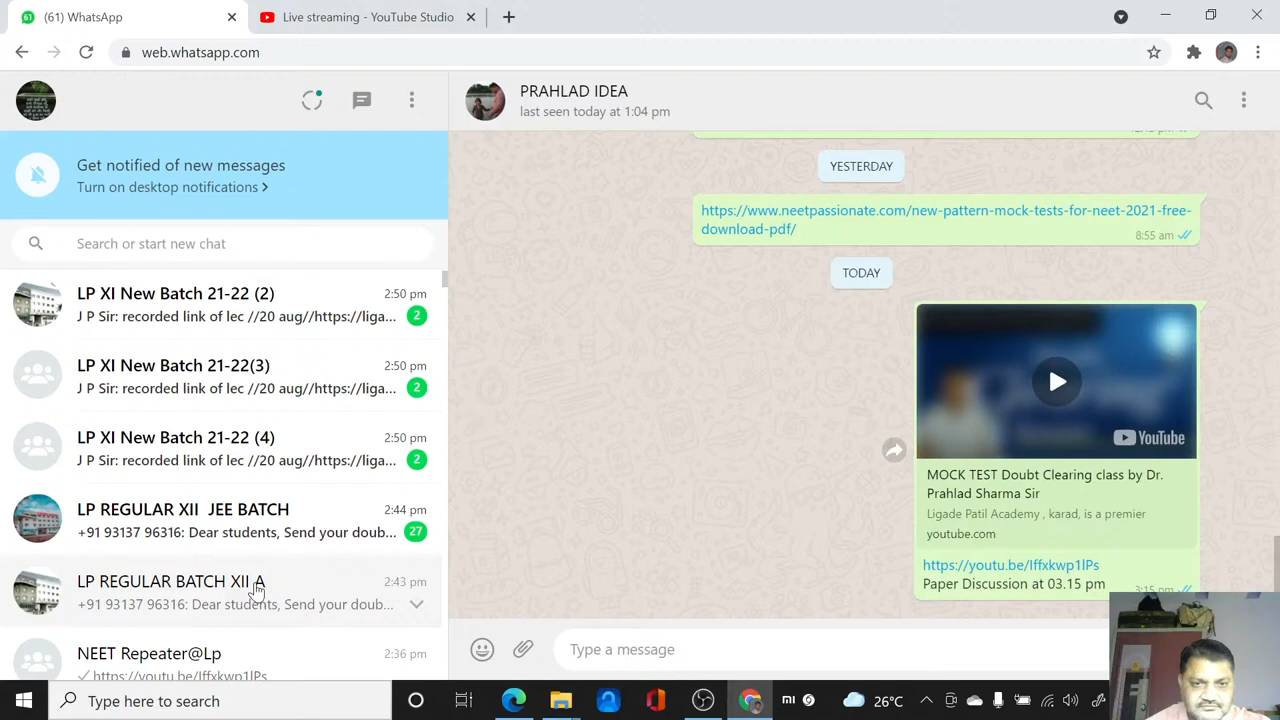 (61) WhatsApp
Live streaming - YouTube Studio
web.whatsapp.com
Get notified of new messages
Turn on desktop notifications >
Search or start new chat
LP XI New Batch 21-22 (2)
2:50 pm
J P Sir: recorded link of lec //20 aug//https://liga...
2
LP XI New Batch 21-22(3)
2:50 pm
J P Sir: recorded link of lec //20 aug//https://liga...
2
LP XI New Batch 21-22 (4)
2:50 pm
J P Sir: recorded link of lec //20 aug//https://liga...
2
LP REGULAR XII JEE BATCH
2:44 pm
+91 93137 96316: Dear students, Send your doub...
27
LP REGULAR BATCH XII A
2:43 pm
+91 93137 96316: Dear students, Send your doub...
NEET Repeater@Lp
2:36 pm
https://youtu.be/Iffxkwp1lPs
PRAHLAD IDEA
last seen today at 1:04 pm
YESTERDAY
https://www.neetpassionate.com/new-pattern-mock-tests-for-neet-2021-free-
download-pdf/
8:55 am
TODAY
YouTube
MOCK TEST Doubt Clearing class by Dr.
Prahlad Sharma Sir
Ligade Patil Academy , karad, is a premier
youtube.com
https://youtu.be/Iffxkwp1lPs
Paper Discussion at 03.15 pm
3:15 pm
Type a message
Type here to search
26°C